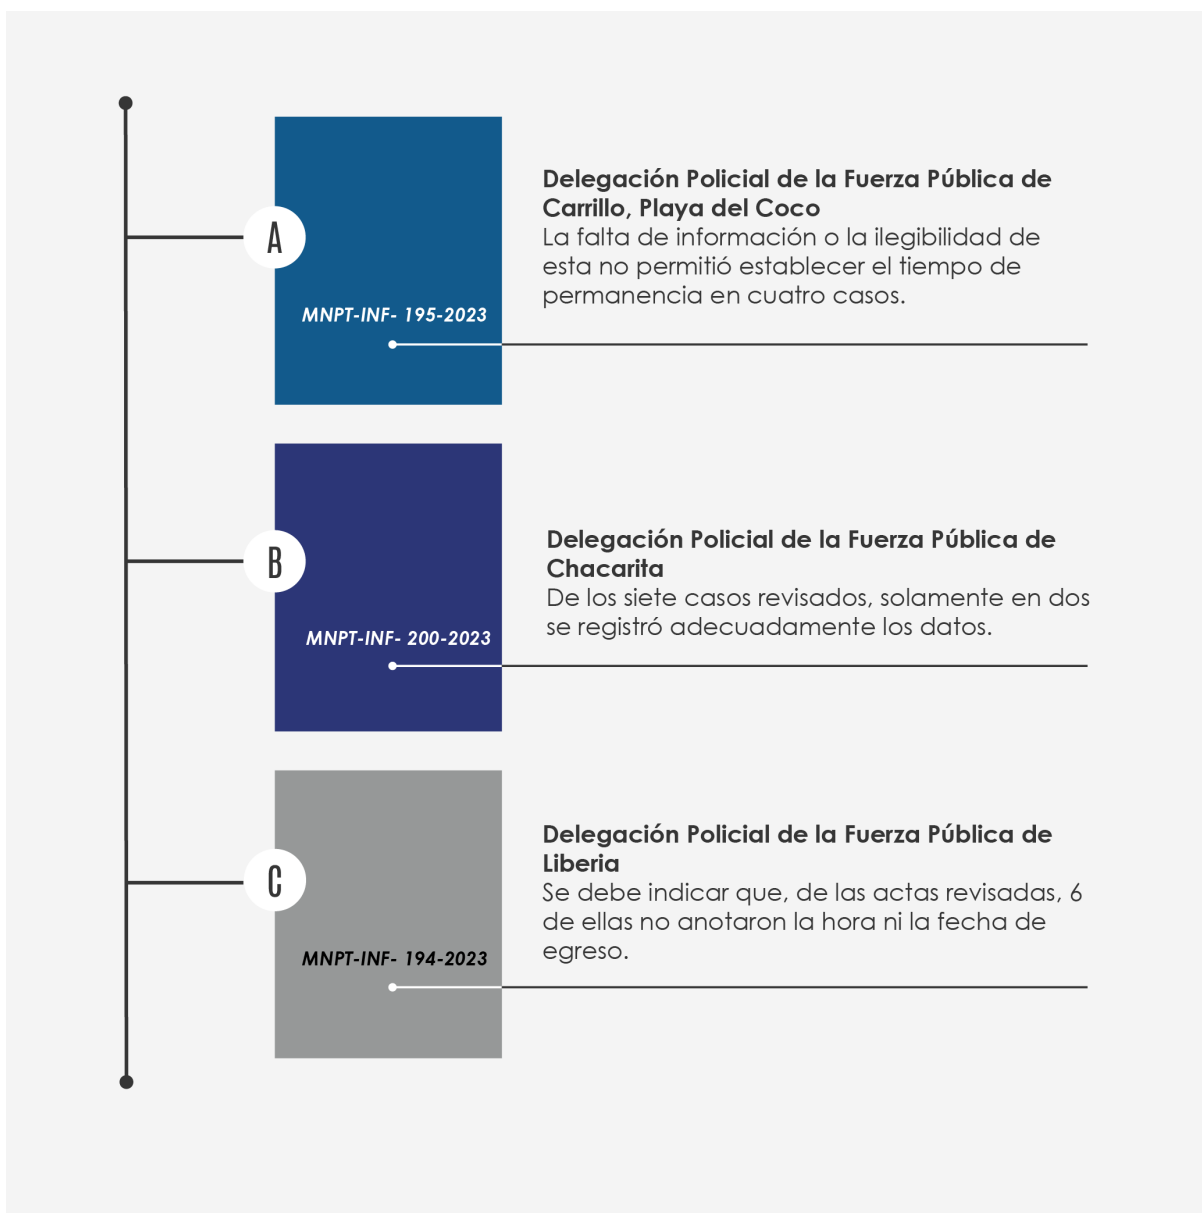 A
MNPT-INF- 195-2023
Delegación Policial de la Fuerza Pública de
Carrillo, Playa del Coco
La falta de información o la ilegibilidad de
esta no permitió establecer el tiempo de
permanencia en cuatro casos.
B
MNPT-INF- 200-2023
Delegación Policial de la Fuerza Pública de
Chacarita
De los siete casos revisados, solamente en dos
se registró adecuadamente los datos.
C
MNPT-INF- 194-2023
Delegación Policial de la Fuerza Pública de
Liberia
Se debe indicar que, de las actas revisadas, 6
de ellas no anotaron la hora ni la fecha de
egreso.